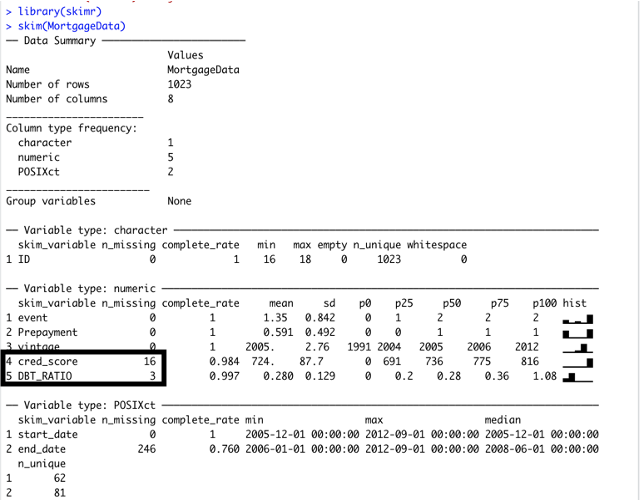 > library(skimr)
> skim(MortgageData)
── Data Summary ────────────────────────
Values
Name MortgageData
Number of rows 1023
Number of columns 8
_______________________
Column type frequency:
character 1
numeric 5
POSIXct 2
________________________
Group variables None
── Variable type: character ────────────────────────
skim_variable n_missing complete_rate min max empty n_unique whitespace
1 ID 0 1 16 18 0 1023 0
── Variable type: numeric ────────────────────────
skim_variable n_missing complete_rate mean sd p0 p25 p50 p75 p100 hist
1 event 0 1 1.35 0.842 0 1 2 2 2
2 Prepayment 0 1 0.591 0.492 0 0 1 1 1
3 vintage 0 1 2005. 2.76 1991 2004 2005 2006 2012
4 cred_score 16 0.984 724. 87.7 0 691 736 775 816
5 DBT_RATIO 3 0.997 0.280 0.129 0 0.2 0.28 0.36 1.08
── Variable type: POSIXct ────────────────────────
skim_variable n_missing complete_rate min max median
1 start_date 0 1 2005-12-01 00:00:00 2012-09-01 00:00:00 2005-12-01 00:00:00
2 end_date 246 0.760 2006-01-01 00:00:00 2012-09-01 00:00:00 2008-06-01 00:00:00
n_unique
1 62
2 81